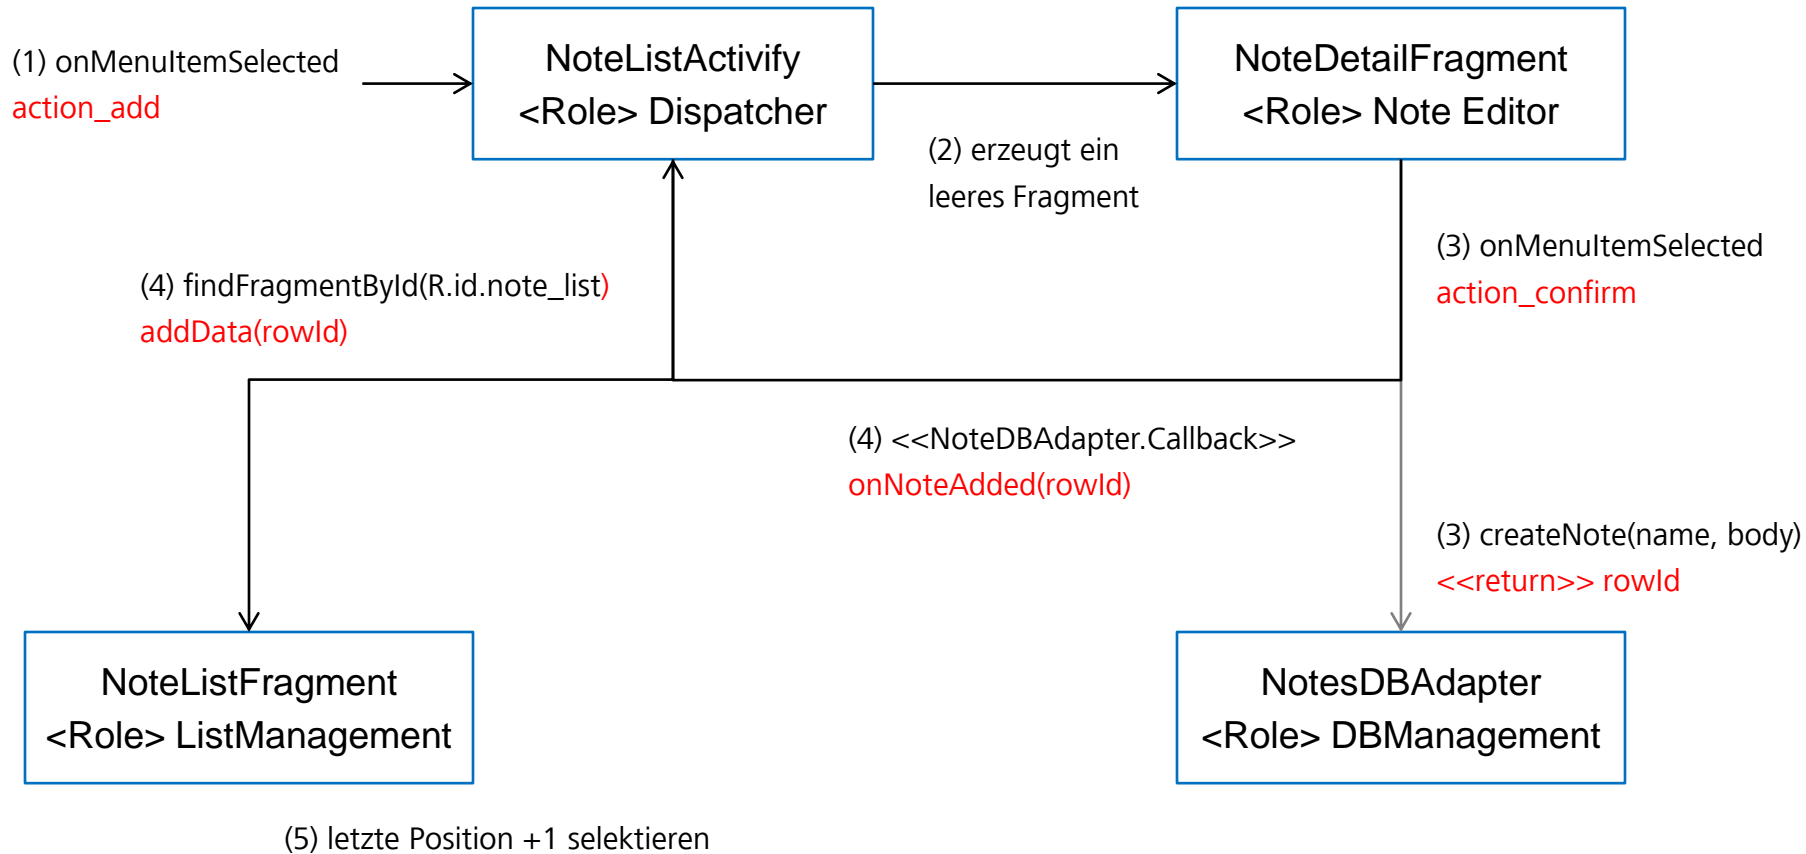 (1) onMenuItemSelected
action_add
NoteListActivify
<Role> Dispatcher
(2) erzeugt ein
leeres Fragment
NoteDetailFragment
<Role> Note Editor
(3) onMenuItemSelected
action_confirm
(4) findFragmentById(R.id.note_list)
addData(rowId)
(4) <<NoteDBAdapter.Callback>>
onNoteAdded(rowId)
(3) createNote(name, body)
<<return>> rowId
NoteListFragment
<Role> ListManagement
NotesDBAdapter
<Role> DBManagement
(5) letzte Position +1 selektieren